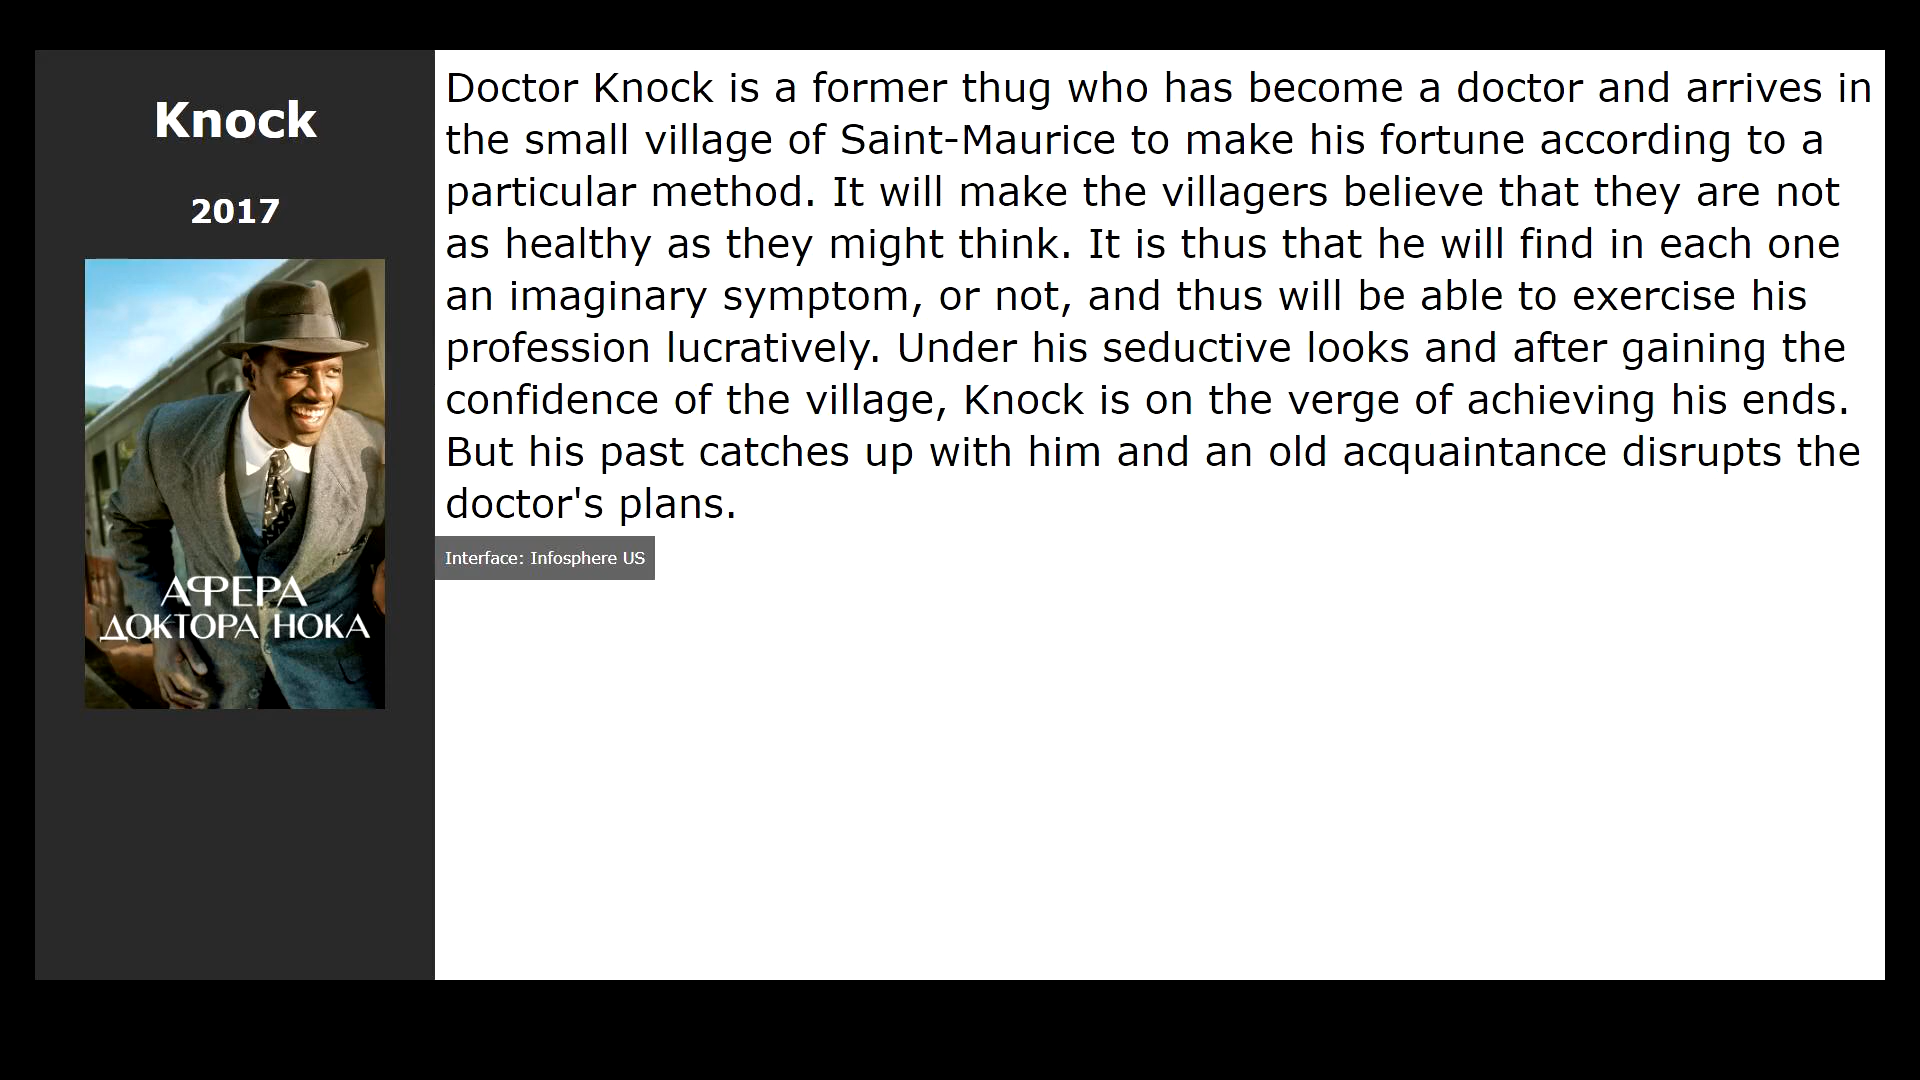 Knock
2017
АФЕРА
ДОКТОРА НОКА
Doctor Knock is a former thug who has become a doctor and arrives in
the small village of Saint-Maurice to make his fortune according to a
particular method. It will make the villagers believe that they are not
as healthy as they might think. It is thus that he will find in each one
an imaginary symptom, or not, and thus will be able to exercise his
profession lucratively. Under his seductive looks and after gaining the
confidence of the village, Knock is on the verge of achieving his ends.
But his past catches up with him and an old acquaintance disrupts the
doctor's plans.
Interface: Infosphere US